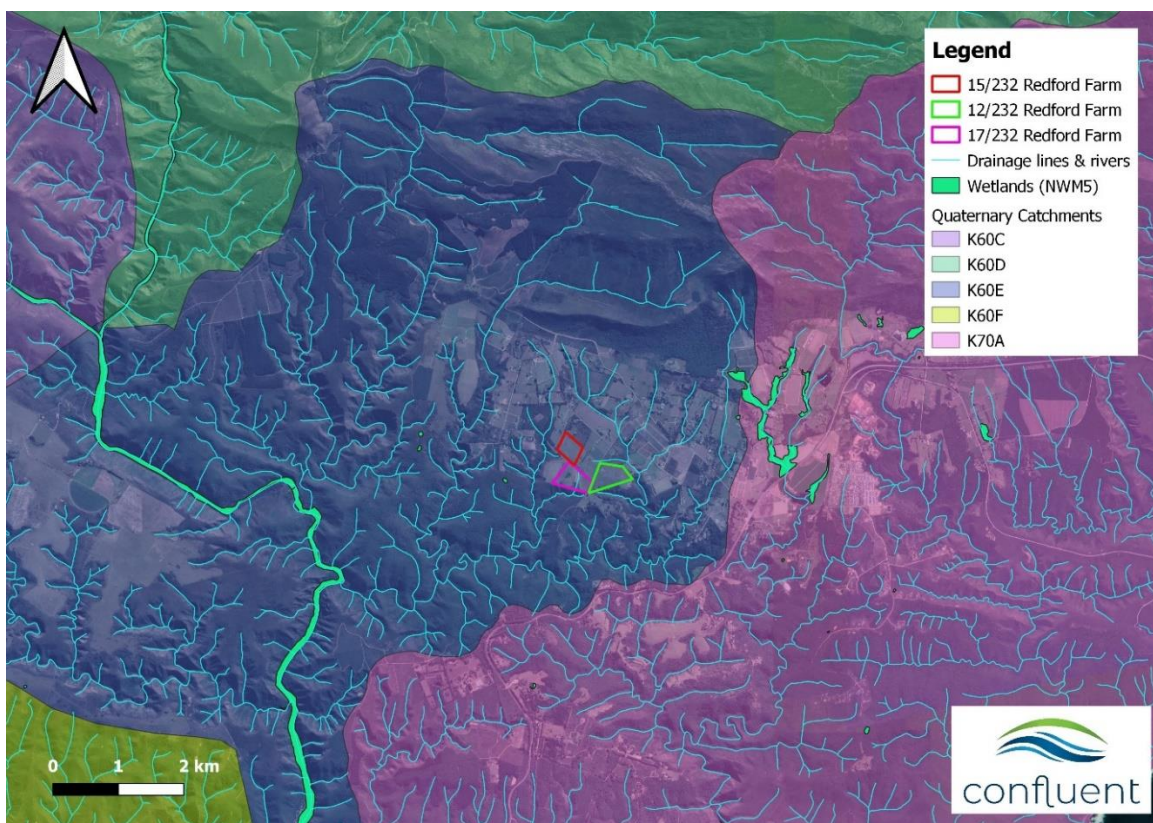 Legend
15/232 Redford Farm
12/232 Redford Farm
17/232 Redford Farm
Drainage lines & rivers
Wetlands (NWM5)
Quaternary Catchments
K60C
K60D
K60E
K60F
K70A
0 1 2 km
confluent